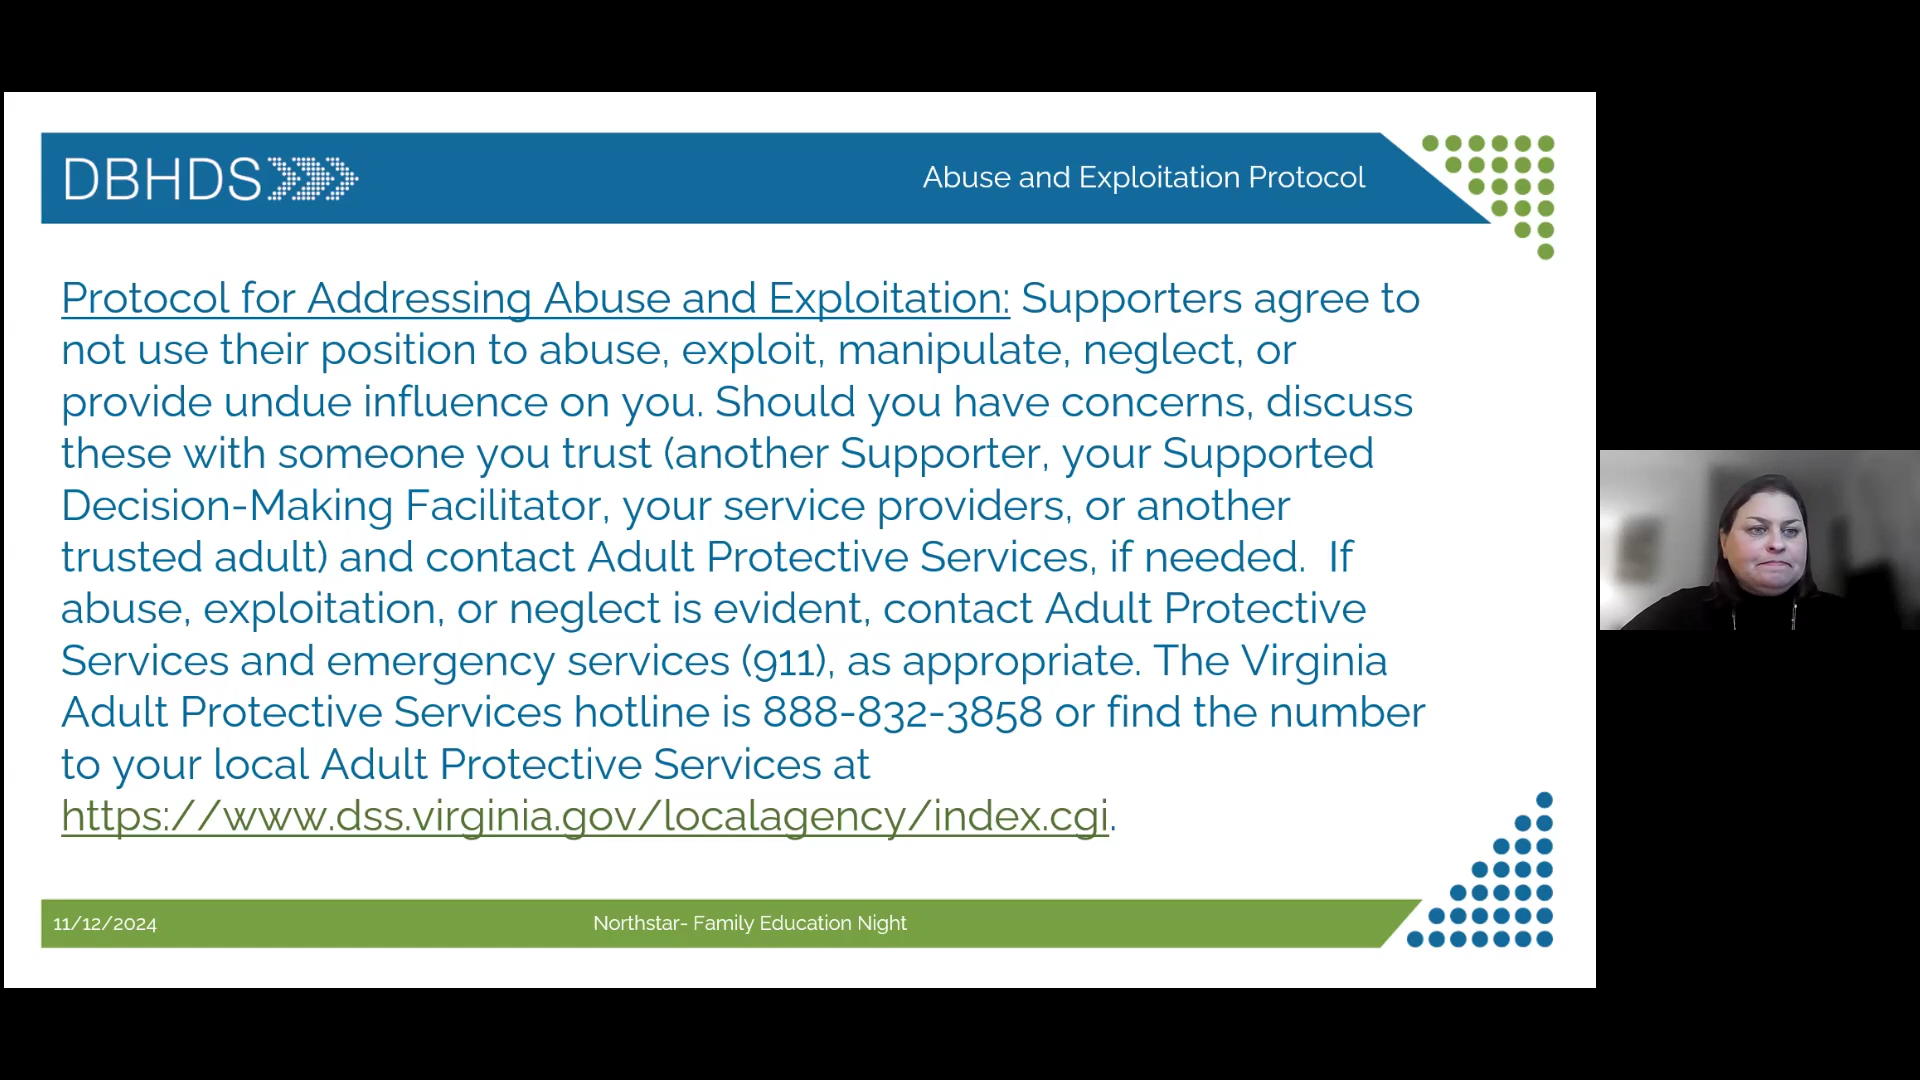 DBHDS
Abuse and Exploitation Protocol
Protocol for Addressing Abuse and Exploitation: Supporters agree to
not use their position to abuse, exploit, manipulate, neglect, or
provide undue influence on you. Should you have concerns, discuss
these with someone you trust (another Supporter, your Supported
Decision-Making Facilitator, your service providers, or another
trusted adult) and contact Adult Protective Services, if needed.  If
abuse, exploitation, or neglect is evident, contact Adult Protective
Services and emergency services (911), as appropriate. The Virginia
Adult Protective Services hotline is 888-832-3858 or find the number
to your local Adult Protective Services at
https://www.dss.virginia.gov/localagency/index.cgi.
11/12/2024
Northstar- Family Education Night